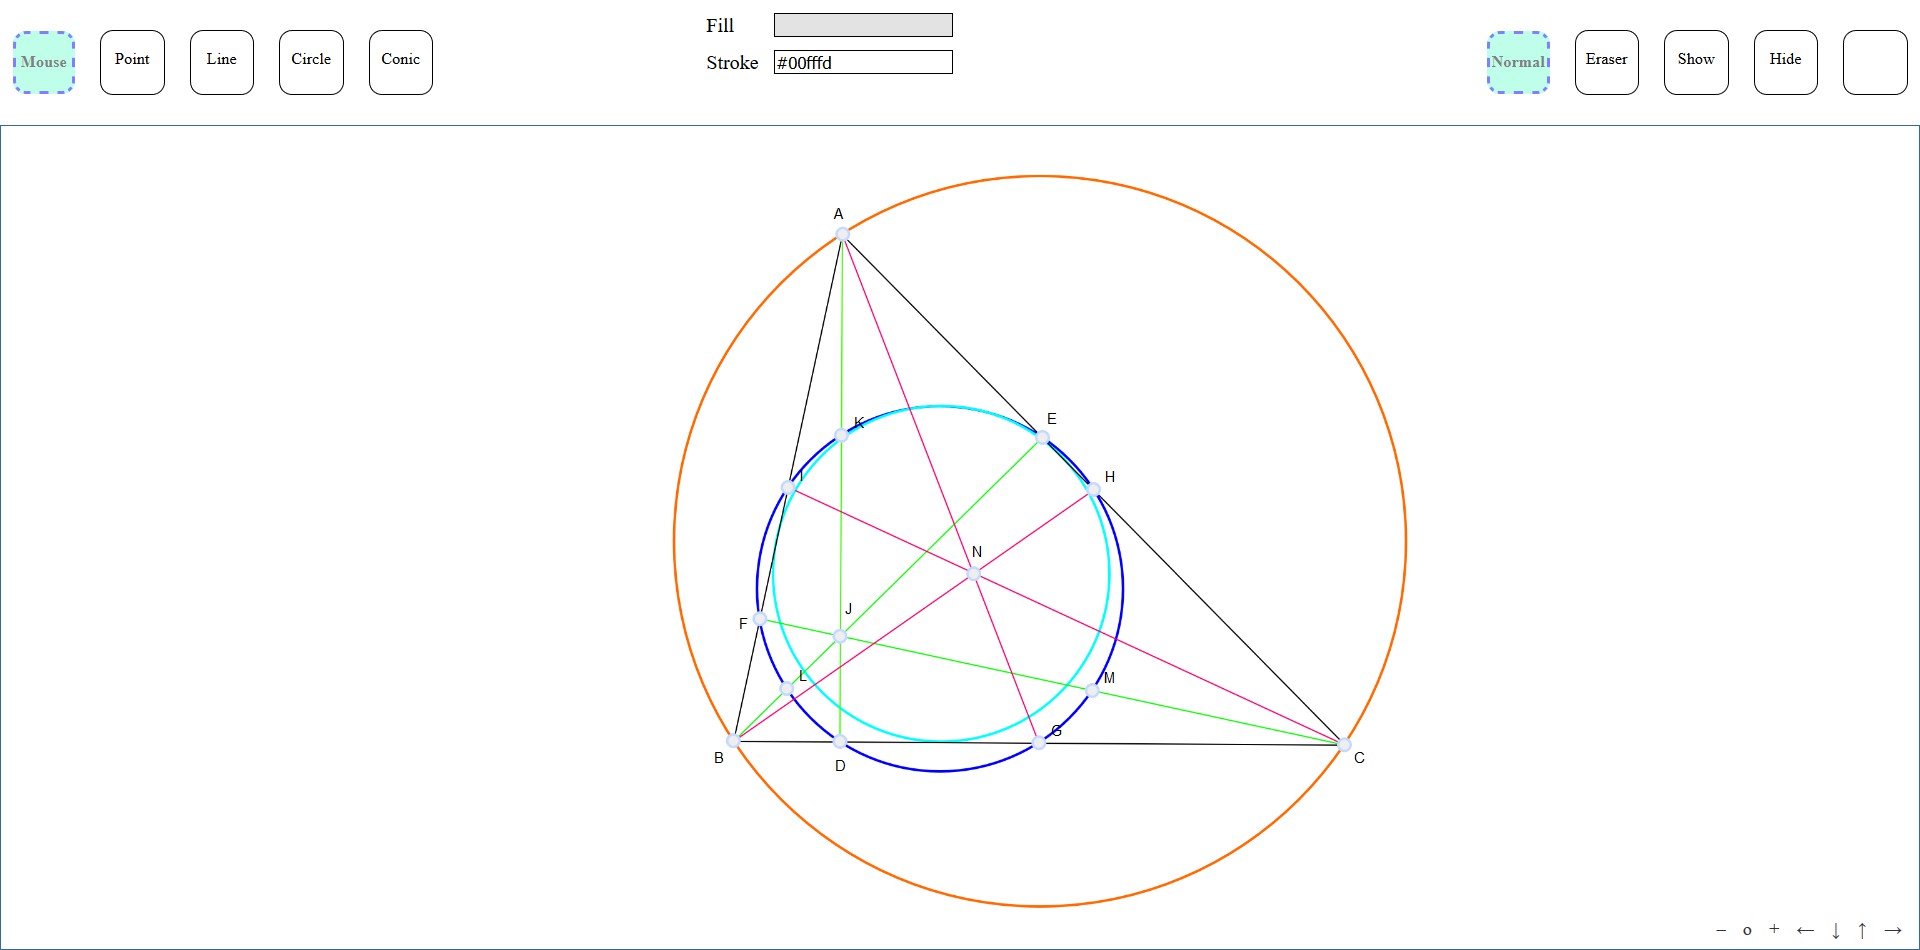 Mouse
Point
Line
Circle
Conic
Fill
Stroke #00fffd
Normal
Eraser
Show
Hide
A
K
E
I
H
N
J
F
L
M
G
B
D
C
− o + ← ↓ ↑ →